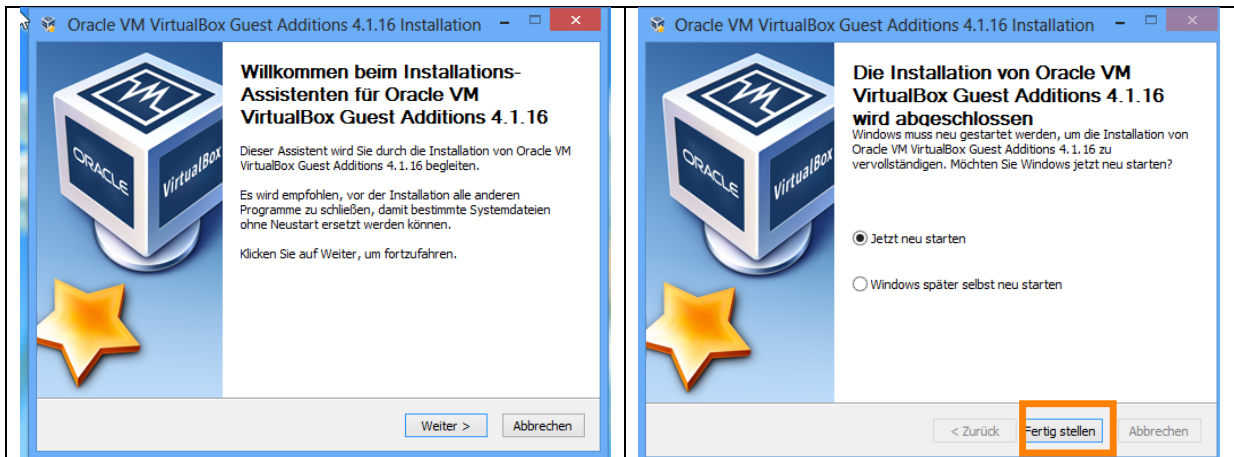 Oracle VM VirtualBox Guest Additions 4.1.16 Installation
Willkommen beim Installations-
Assistenten für Oracle VM
VirtualBox Guest Additions 4.1.16
Dieser Assistent wird Sie durch die Installation von Oracle VM
VirtualBox Guest Additions 4.1.16 begleiten.
Es wird empfohlen, vor der Installation alle anderen
Programme zu schließen, damit bestimmte Systemdateien
ohne Neustart ersetzt werden können.
Klicken Sie auf Weiter, um fortzufahren.
ORACLE
VirtualBox
Weiter >
Abbrechen
Oracle VM VirtualBox Guest Additions 4.1.16 Installation
Die Installation von Oracle VM
VirtualBox Guest Additions 4.1.16
wird abgeschlossen
Windows muss neu gestartet werden, um die Installation von
Oracle VM VirtualBox Guest Additions 4.1.16 zu
vervollständigen. Möchten Sie Windows jetzt neu starten?
ORACLE
VirtualBox
Jetzt neu starten
Windows später selbst neu starten
< Zurück
Fertig stellen
Abbrechen